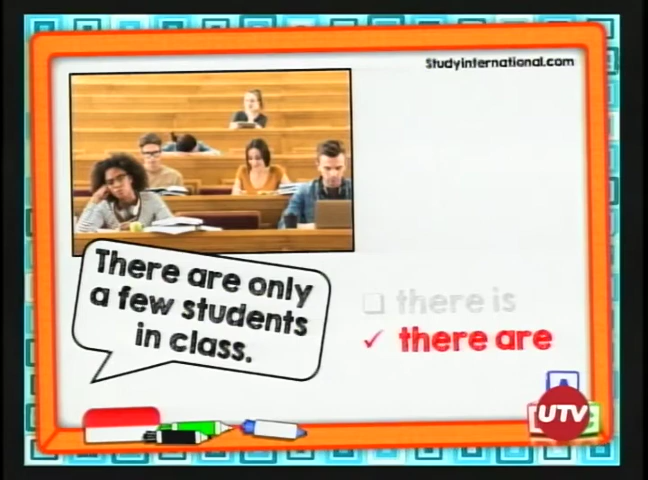 StudyInternational.com
There are only
a few students
in class.
there is
there are
A
UTV